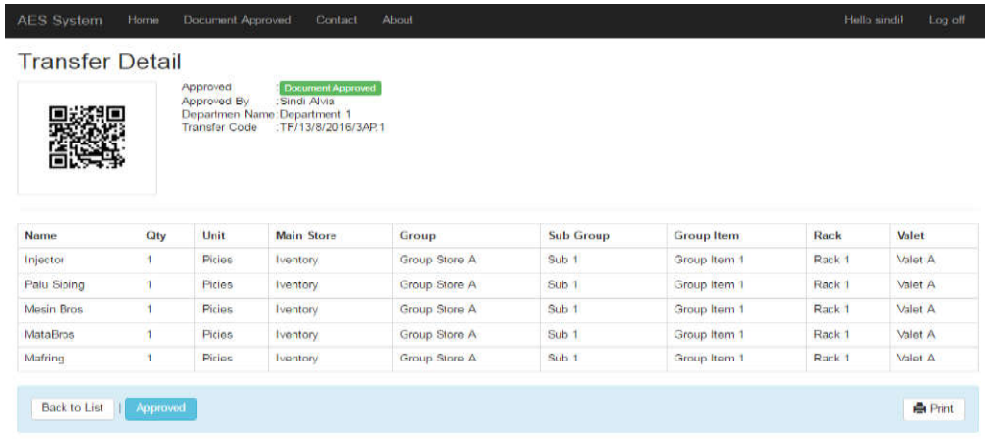 AES System Home Document Approved Contact About Hello sindi! Log off
Transfer Detail
Approved : Document Approved
Approved By : Sindi Alvia
Departmen Name: Department 1
Transfer Code : TF/13/8/2016/3AP.1
Name Qty Unit Main Store Group Sub Group Group Item Rack Valet
Injector 1 Picies Iventory Group Store A Sub 1 Group Item 1 Rack 1 Valet A
Palu Sibing 1 Picies Iventory Group Store A Sub 1 Group Item 1 Rack 1 Valet A
Mesin Bros 1 Picies Iventory Group Store A Sub 1 Group Item 1 Rack 1 Valet A
MataBros 1 Picies Iventory Group Store A Sub 1 Group Item 1 Rack 1 Valet A
Mafring 1 Picies Iventory Group Store A Sub 1 Group Item 1 Rack 1 Valet A
Back to List | Approved Print